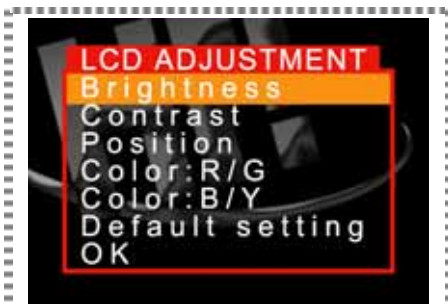 LCD ADJUSTMENT
Brightness
Contrast
Position
Color:R/G
Color:B/Y
Default setting
OK